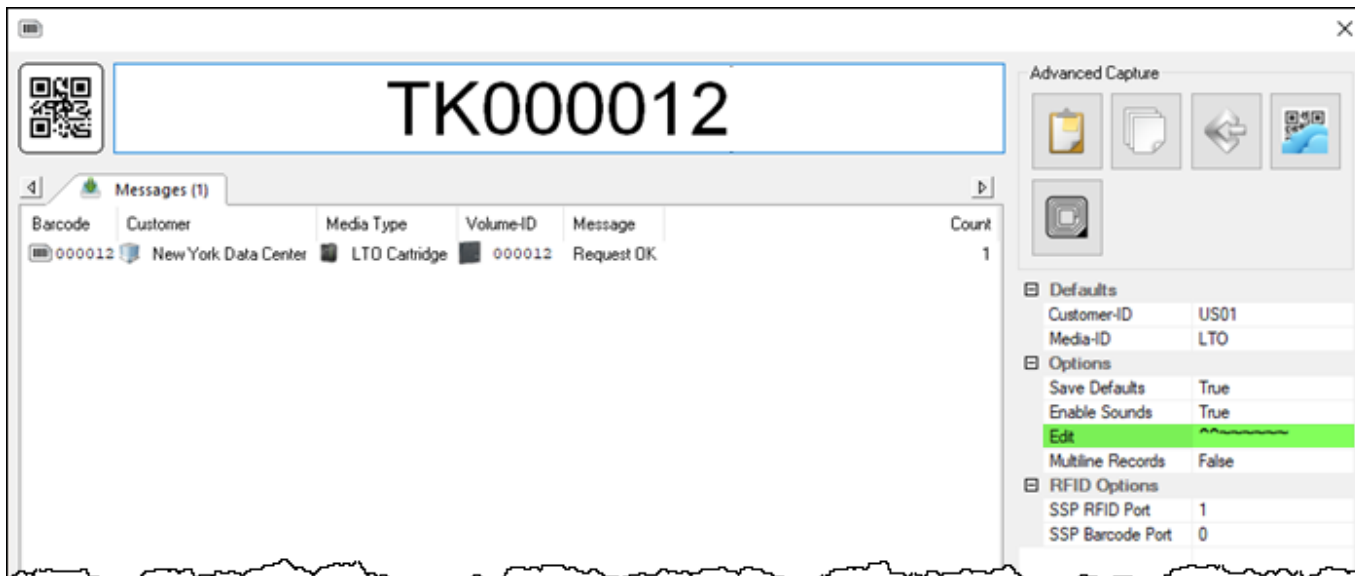 TK000012
Advanced Capture
Messages (1)
Barcode Customer Media Type Volume-ID Message Count
000012 New York Data Center LTO Cartridge 000012 Request OK 1
Defaults
Customer-ID US01
Media-ID LTO
Options
Save Defaults True
Enable Sounds True
Edit ^^~~~~~~
Multiline Records False
RFID Options
SSP RFID Port 1
SSP Barcode Port 0